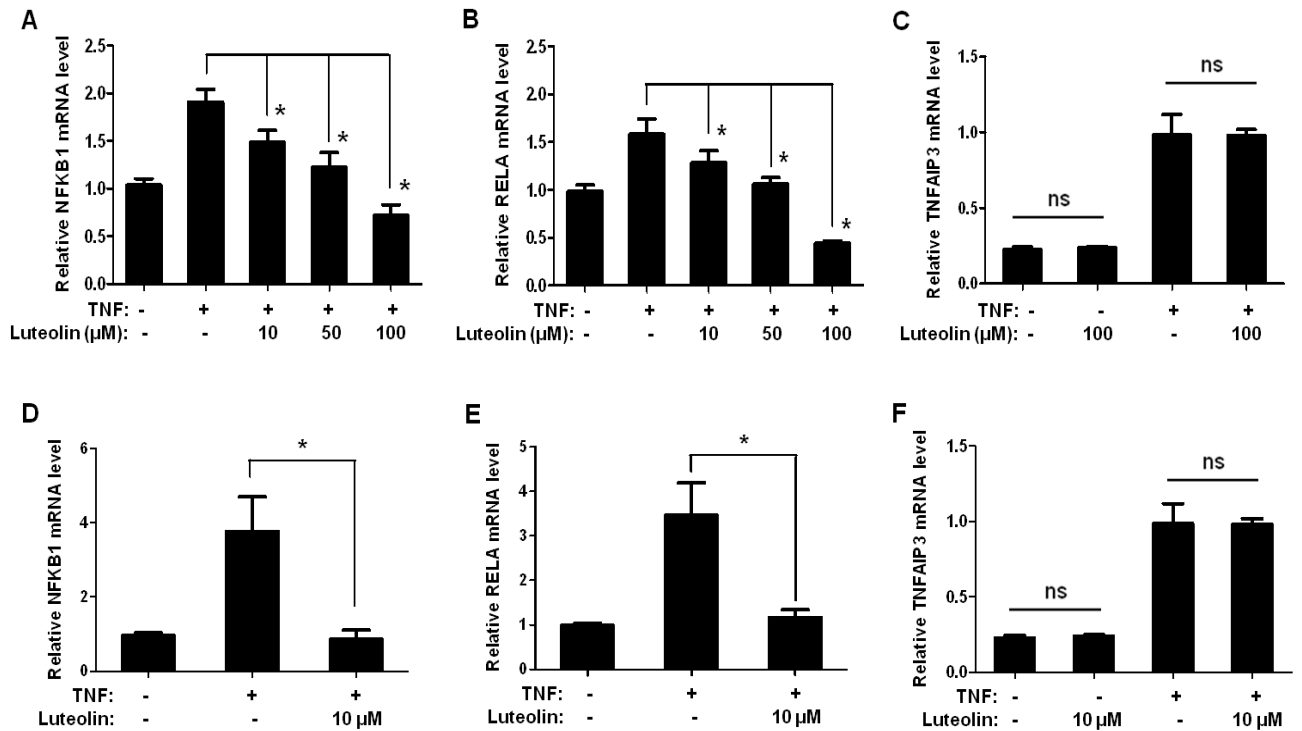 A
Relative NFKB1 mRNA level
2.5
2.0
1.5
1.0
0.5
0.0
*
*
*
TNF: - + + + +
Luteolin (µM): - - 10 50 100
B
Relative RELA mRNA level
2.5
2.0
1.5
1.0
0.5
0.0
*
*
*
TNF: - + + + +
Luteolin (µM): - - 10 50 100
C
Relative TNFAIP3 mRNA level
1.5
1.0
0.5
0.0
ns
ns
TNF: - - + +
Luteolin (µM): - 100 - 100
D
Relative NFKB1 mRNA level
6
4
2
0
*
TNF: - + +
Luteolin: - - 10 µM
E
Relative RELA mRNA level
5
4
3
2
1
0
*
TNF: - + +
Luteolin: - - 10 µM
F
Relative TNFAIP3 mRNA level
1.5
1.0
0.5
0.0
ns
ns
TNF: - - + +
Luteolin: - 10 µM - 10 µM